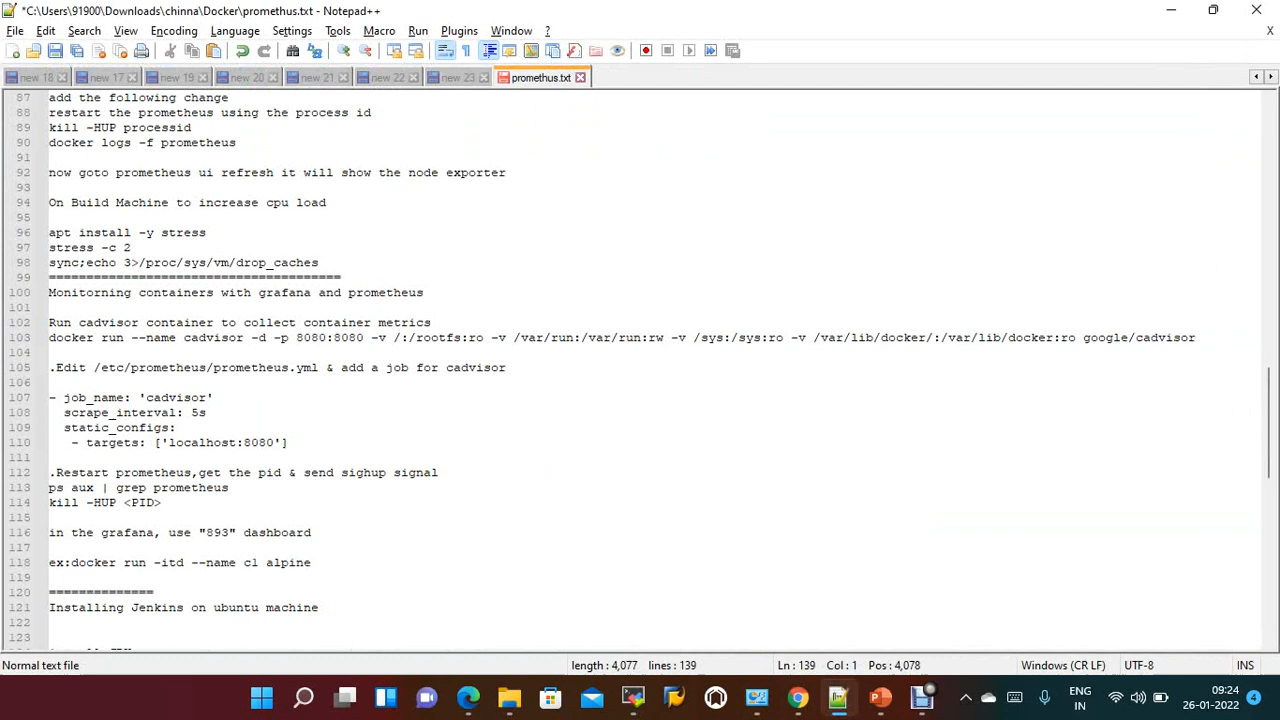 *C:\Users\91900\Downloads\chinna\Docker\promethus.txt - Notepad++
File Edit Search View Encoding Language Settings Tools Macro Run Plugins Window ?
X
new 18 new 17 new 19 new 20 new 21 new 22 new 23 promethus.txt
87 add the following change
88 restart the prometheus using the process id
89 kill -HUP processid
90 docker logs -f prometheus
91
92 now goto prometheus ui refresh it will show the node exporter
93
94 On Build Machine to increase cpu load
95
96 apt install -y stress
97 stress -c 2
98 sync;echo 3>/proc/sys/vm/drop_caches
99 =======================================
100 Monitorning containers with grafana and prometheus
101
102 Run cadvisor container to collect container metrics
103 docker run --name cadvisor -d -p 8080:8080 -v /:/rootfs:ro -v /var/run:/var/run:rw -v /sys:/sys:ro -v /var/lib/docker/:/var/lib/docker:ro google/cadvisor
104
105 .Edit /etc/prometheus/prometheus.yml & add a job for cadvisor
106
107 - job_name: 'cadvisor'
108 scrape_interval: 5s
109 static_configs:
110 - targets: ['localhost:8080']
111
112 .Restart prometheus,get the pid & send sighup signal
113 ps aux | grep prometheus
114 kill -HUP <PID>
115
116 in the grafana, use "893" dashboard
117
118 ex:docker run -itd --name c1 alpine
119
120 ==============
121 Installing Jenkins on ubuntu machine
122
123
Normal text file length : 4,077 lines : 139 Ln : 139 Col : 1 Pos : 4,078 Windows (CR LF) UTF-8 INS
ENG
IN
09:24
26-01-2022
4